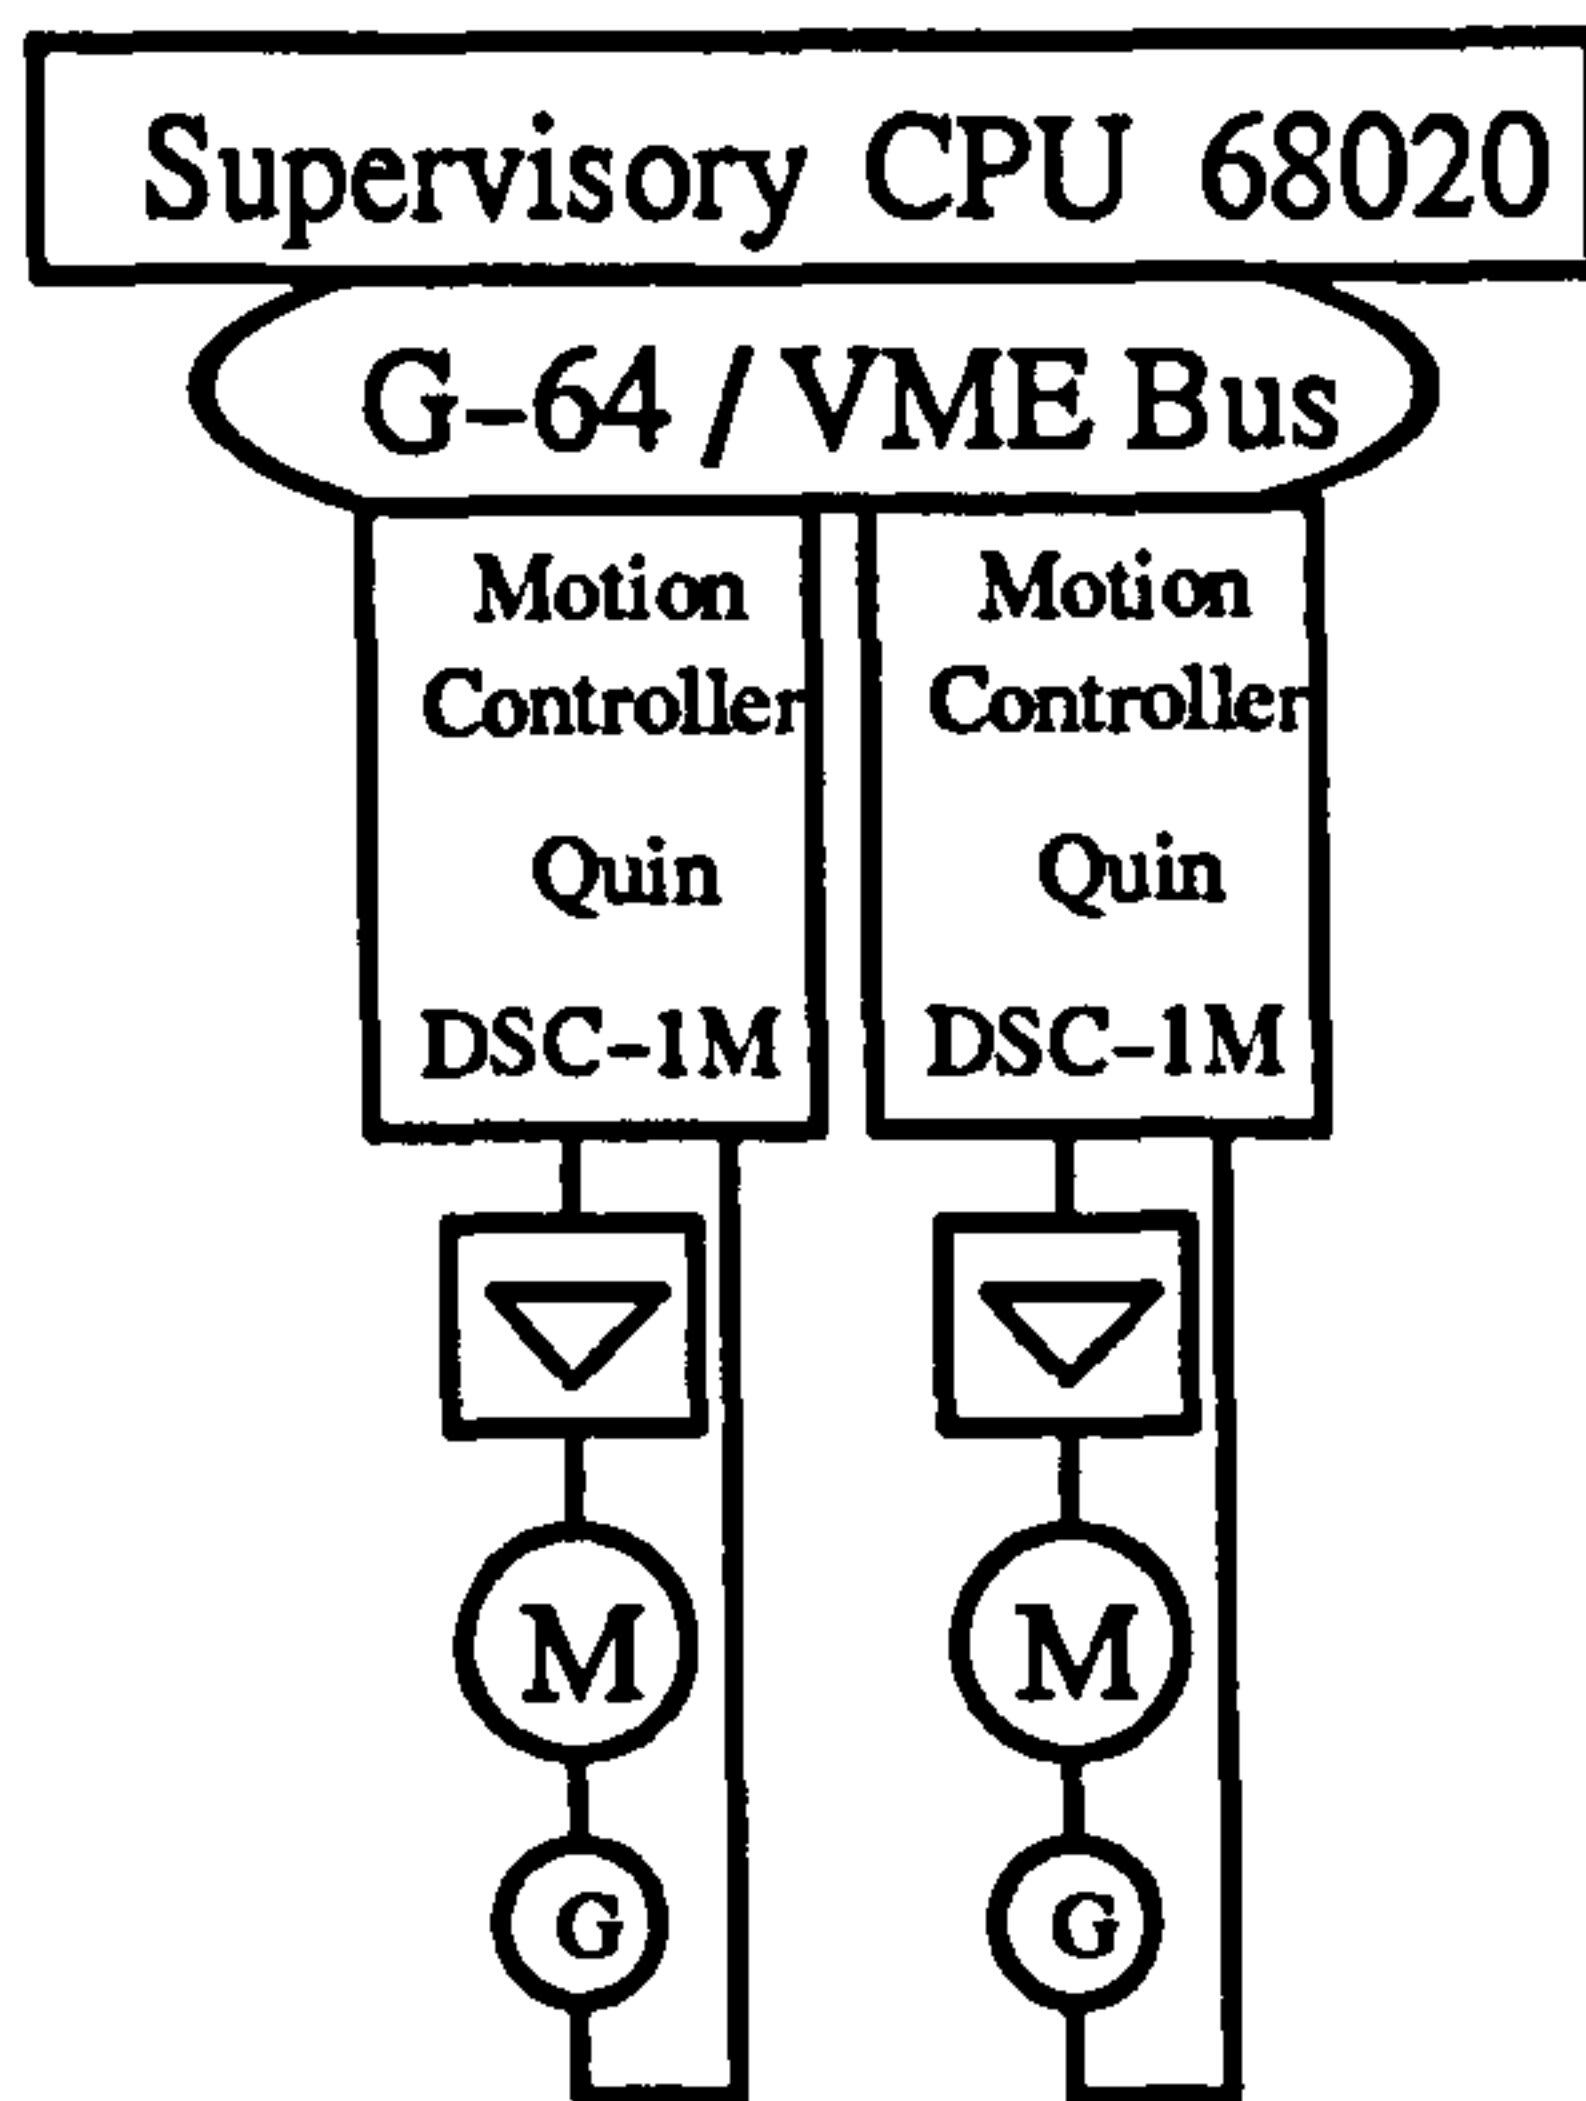 Supervisory CPU 68020
G-64 / VME Bus
Motion
Controller
Quin
DSC-1M
Motion
Controller
Quin
DSC-1M
M
M
G
G